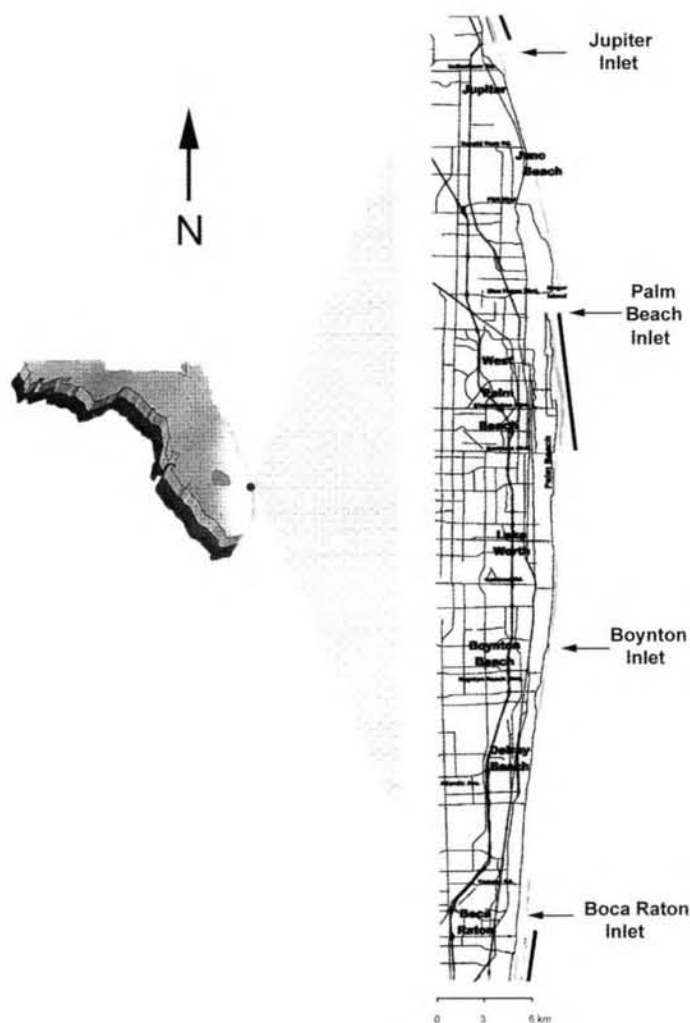 Jupiter
Inlet
Jupiter
Juno
Beach
N
Palm
Beach
Inlet
West
Palm
Beach
Palm Beach
Lake
Worth
Boynton
Inlet
Boynton
Beach
Delray
Beach
Boca Raton
Inlet
Boca
Raton
0 3 6 km